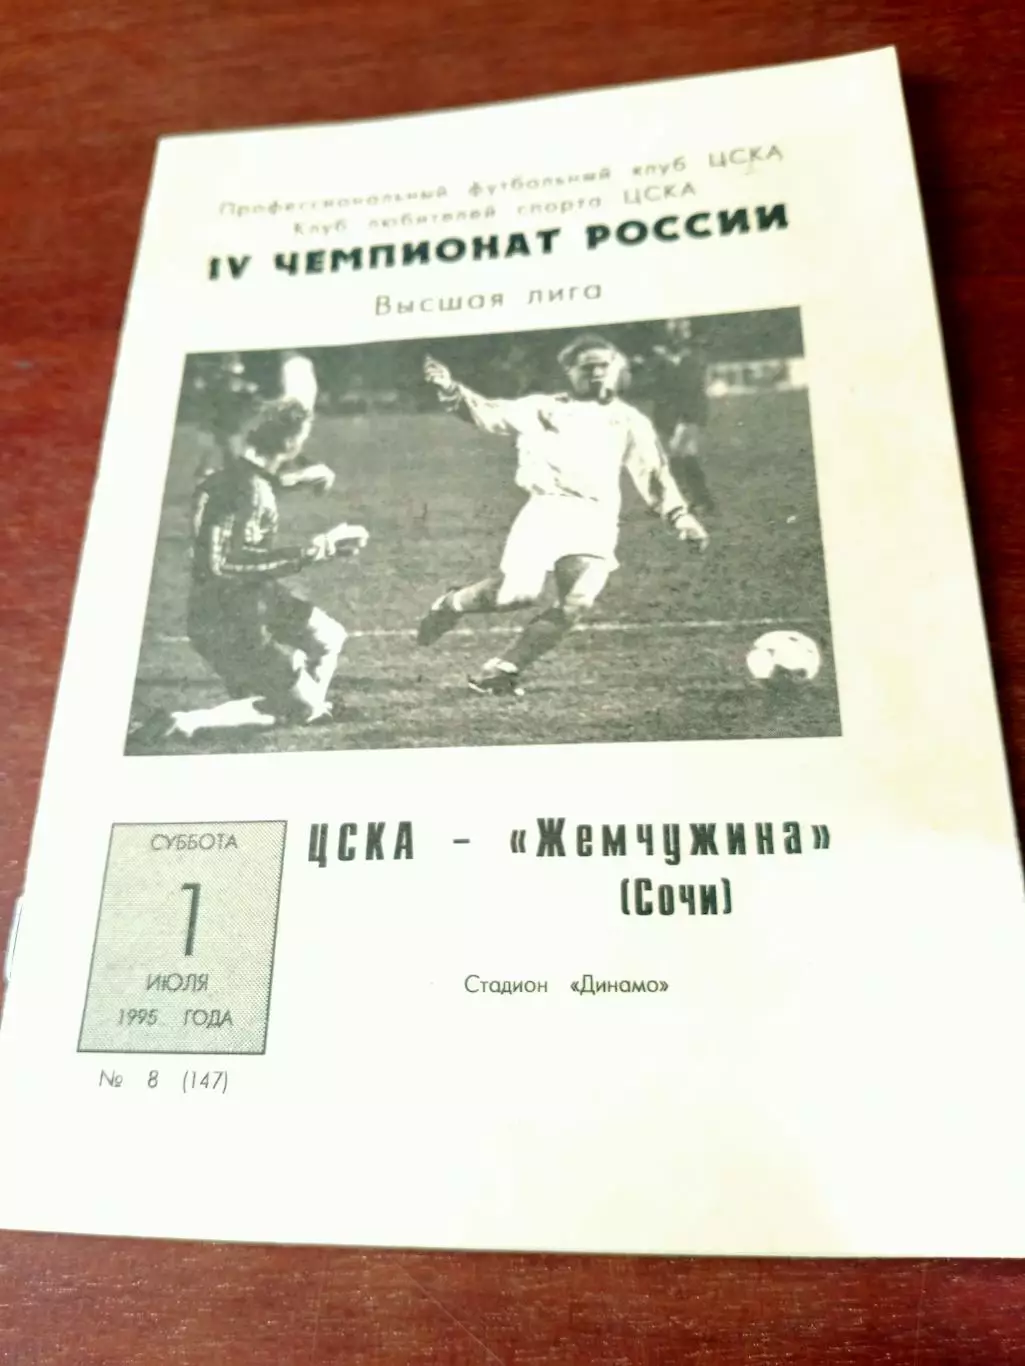 Профессиональный футбольный клуб ЦСКА
Клуб любителей спорта ЦСКА
IV ЧЕМПИОНАТ РОССИИ
Высшая лига
ЦСКА - «Жемчужина»
(Сочи)
СУББОТА
1
ИЮЛЯ
1995 ГОДА
Стадион «Динамо»
№ 8 (147)